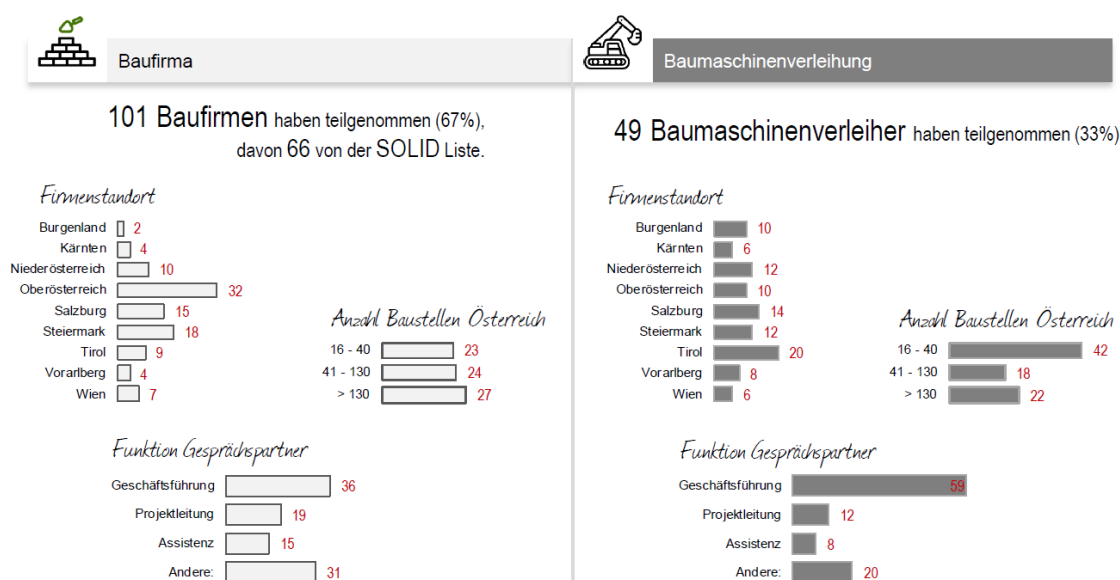 Baufirma
101 Baufirmen haben teilgenommen (67%),
davon 66 von der SOLID Liste.
Firmenstandort
Burgenland 2
Kärnten 4
Niederösterreich 10
Oberösterreich 32
Salzburg 15
Steiermark 18
Tirol 9
Vorarlberg 4
Wien 7
Anzahl Baustellen Österreich
16 - 40 23
41 - 130 24
> 130 27
Funktion Gesprächspartner
Geschäftsführung 36
Projektleitung 19
Assistenz 15
Andere: 31
Baumaschinenverleihung
49 Baumaschinenverleiher haben teilgenommen (33%)
Firmenstandort
Burgenland 10
Kärnten 6
Niederösterreich 12
Oberösterreich 10
Salzburg 14
Steiermark 12
Tirol 20
Vorarlberg 8
Wien 6
Anzahl Baustellen Österreich
16 - 40 42
41 - 130 18
> 130 22
Funktion Gesprächspartner
Geschäftsführung 59
Projektleitung 12
Assistenz 8
Andere: 20